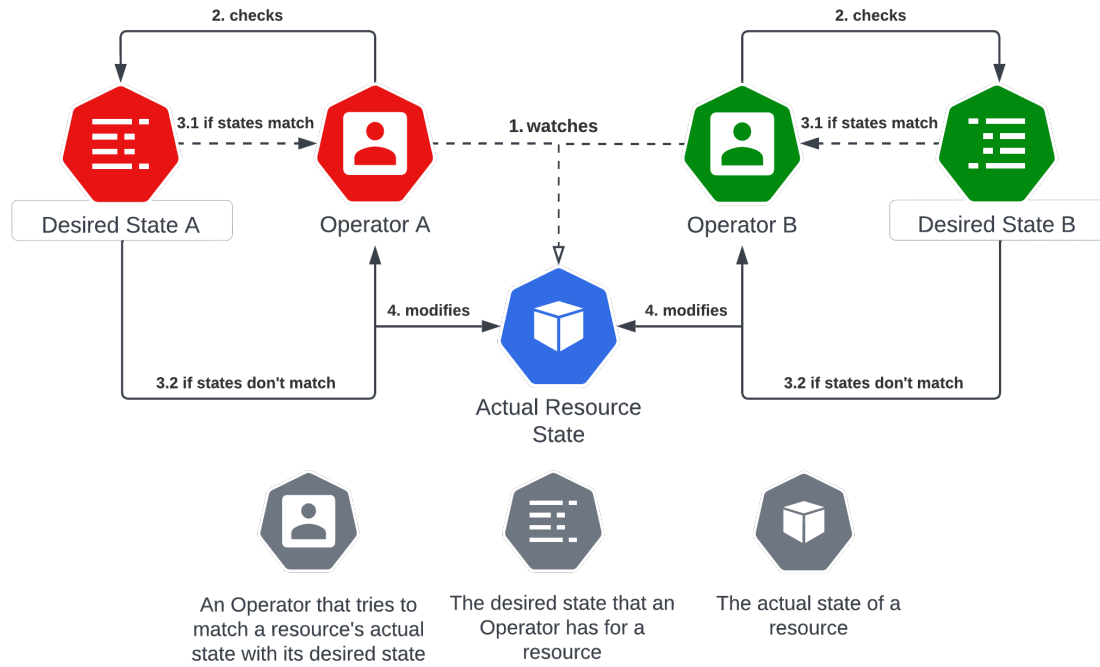 2. checks
2. checks
3.1 if states match
1. watches
3.1 if states match
Desired State A
Operator A
Operator B
Desired State B
4. modifies
4. modifies
3.2 if states don't match
3.2 if states don't match
Actual Resource
State
An Operator that tries to
match a resource's actual
state with its desired state
The desired state that an
Operator has for a
resource
The actual state of a
resource